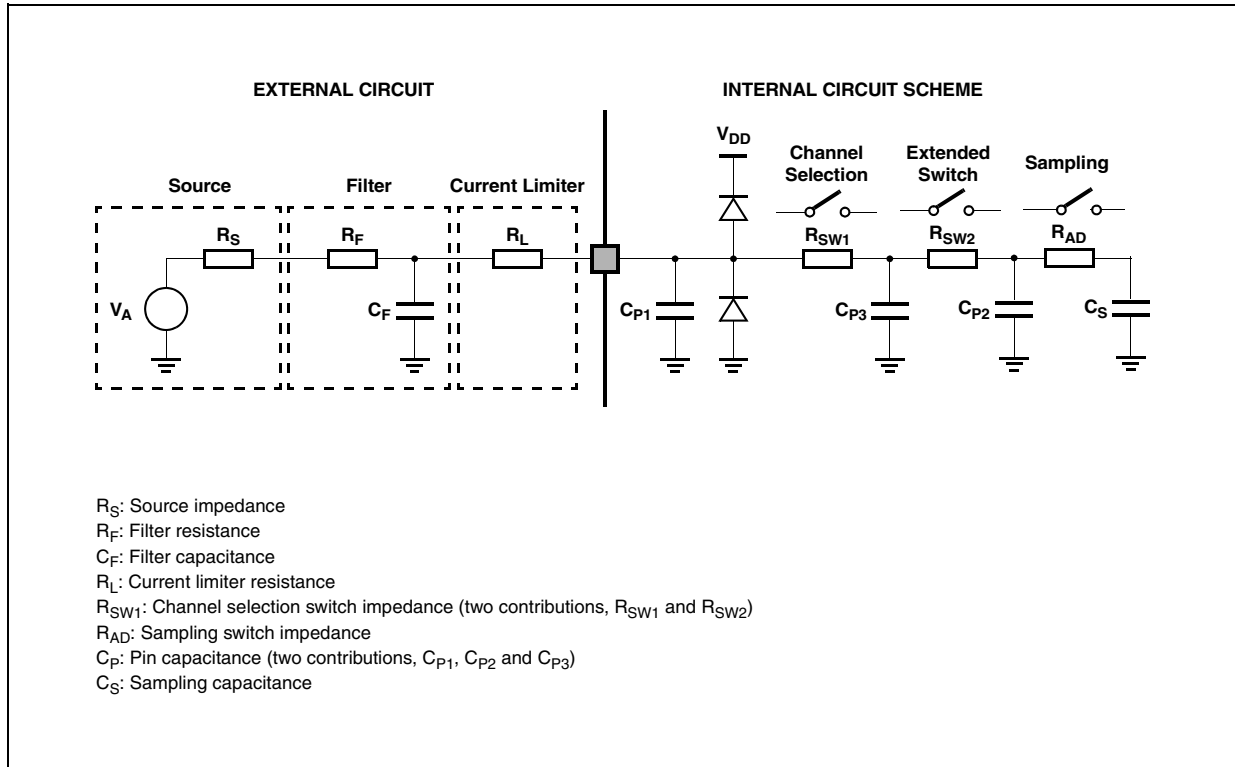 EXTERNAL CIRCUIT
INTERNAL CIRCUIT SCHEME
VDD
Channel
Selection
Extended
Switch
Sampling
Source
Filter
Current Limiter
RS
RF
RL
RSW1
RSW2
RAD
VA
CF
CP1
CP3
CP2
CS
RS: Source impedance
RF: Filter resistance
CF: Filter capacitance
RL: Current limiter resistance
RSW1: Channel selection switch impedance (two contributions, RSW1 and RSW2)
RAD: Sampling switch impedance
CP: Pin capacitance (two contributions, CP1, CP2 and CP3)
CS: Sampling capacitance